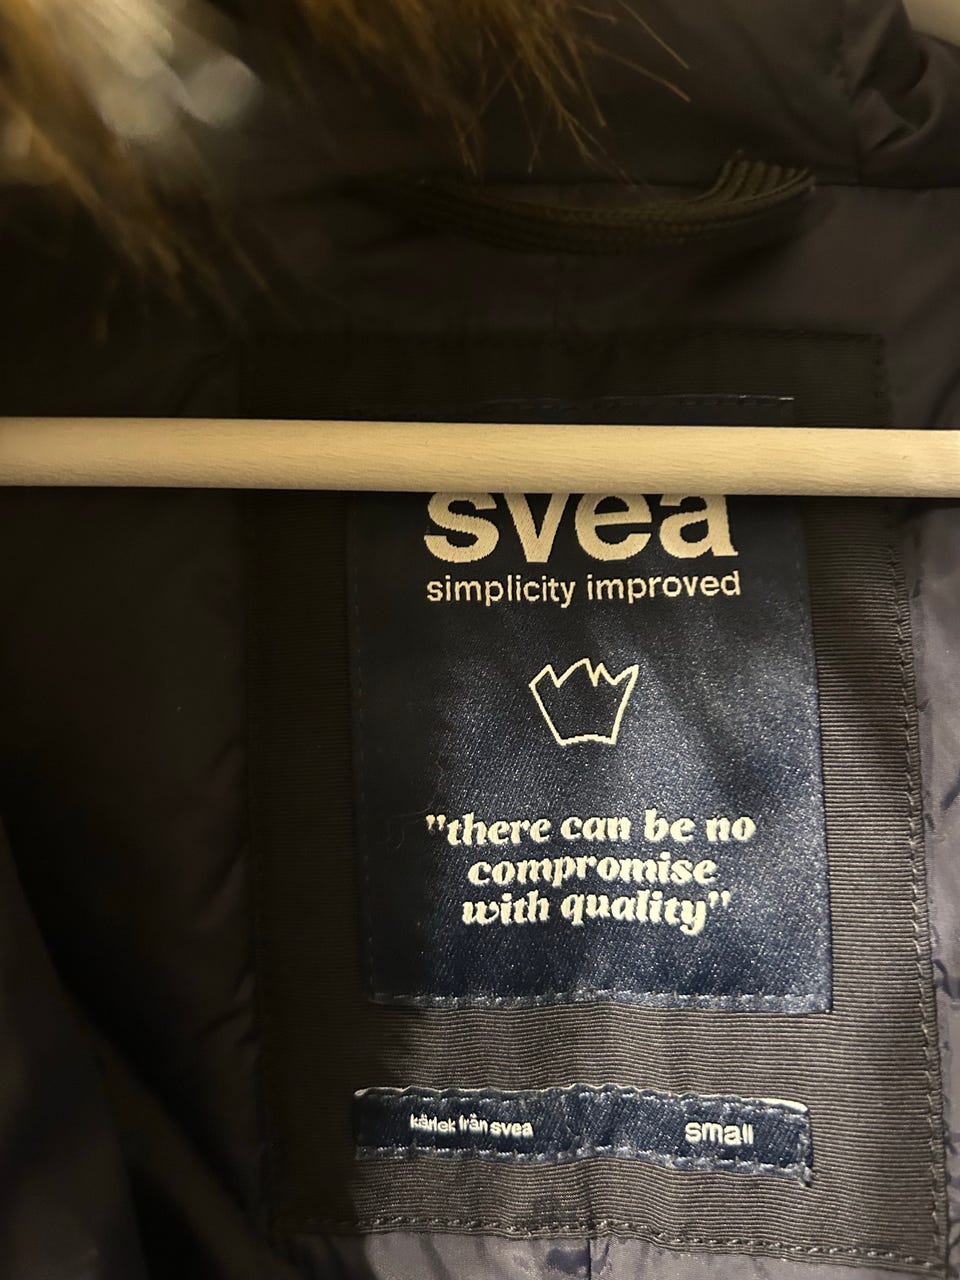 svea
simplicity improved
"there can be no
compromise
with quality"
kärlek från svea
small